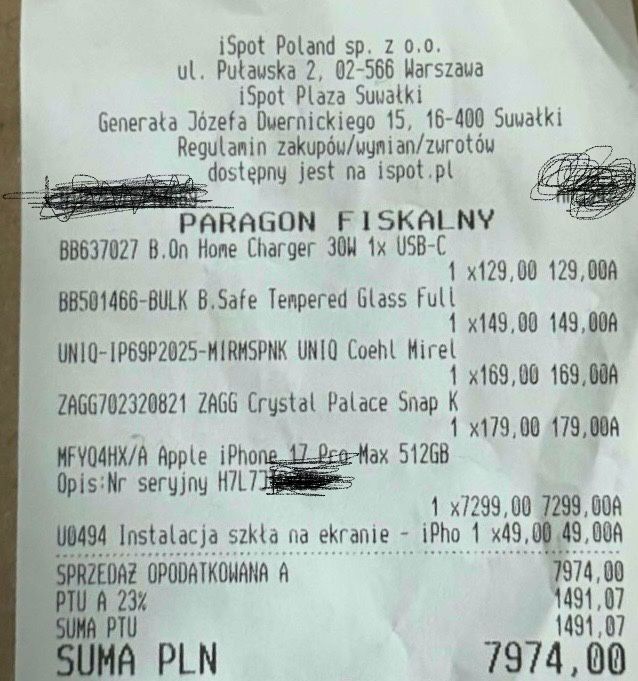 iSpot Poland sp. z o.o.
ul. Puławska 2, 02-566 Warszawa
iSpot Plaza Suwałki
Generała Józefa Dwernickiego 15, 16-400 Suwałki
Regulamin zakupów/wymian/zwrotów
dostępny jest na ispot.pl
PARAGON FISKALNY
BB637027 B.On Home Charger 30W 1x USB-C
1 x129,00 129,00A
BB501466-BULK B.Safe Tempered Glass Full
1 x149,00 149,00A
UNIQ-IP69P2025-MIRMSPNK UNIQ Coehl Mirel
1 x169,00 169,00A
ZAGG702320821 ZAGG Crystal Palace Snap K
1 x179,00 179,00A
MFYQ4HX/A Apple iPhone 17 Pro Max 512GB
Opis:Nr seryjny H7L7J
1 x7299,00 7299,00A
U0494 Instalacja szkła na ekranie - iPho 1 x49,00 49,00A
SPRZEDAŻ OPODATKOWANA A 7974,00
PTU A 23% 1491,07
SUMA PTU 1491,07
SUMA PLN 7974,00